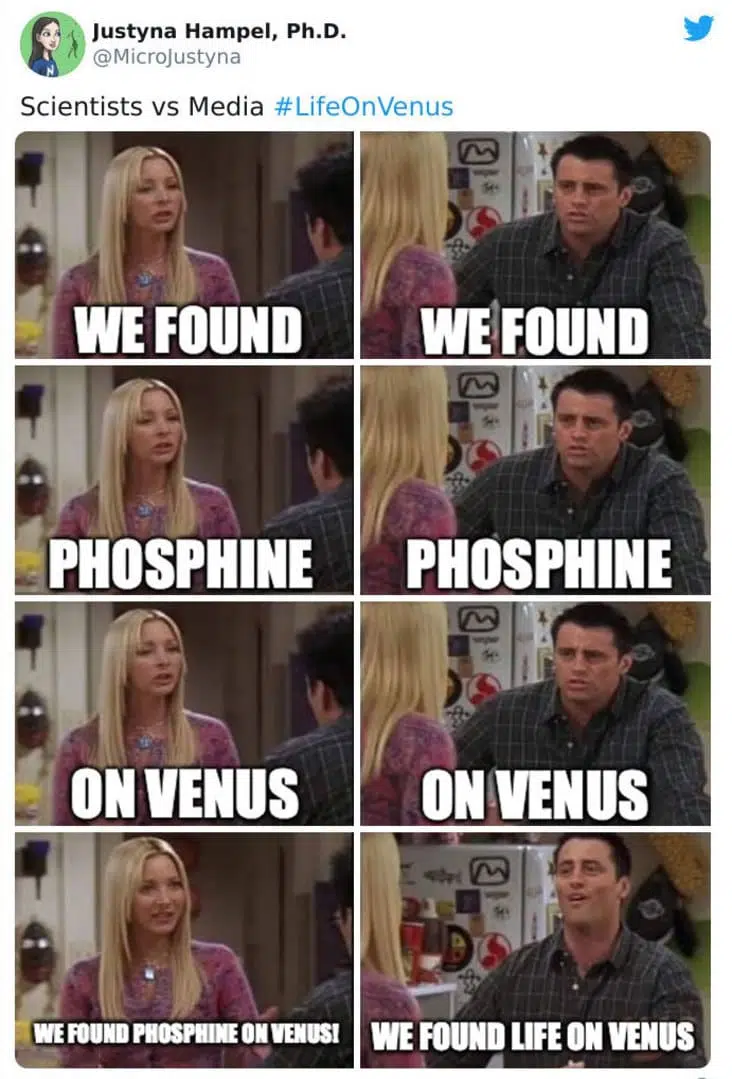 Justyna Hampel, Ph.D.
@MicroJustyna
Scientists vs Media #LifeOnVenus
WE FOUND
WE FOUND
PHOSPHINE
PHOSPHINE
ON VENUS
ON VENUS
WE FOUND PHOSPHINE ON VENUS!
WE FOUND LIFE ON VENUS